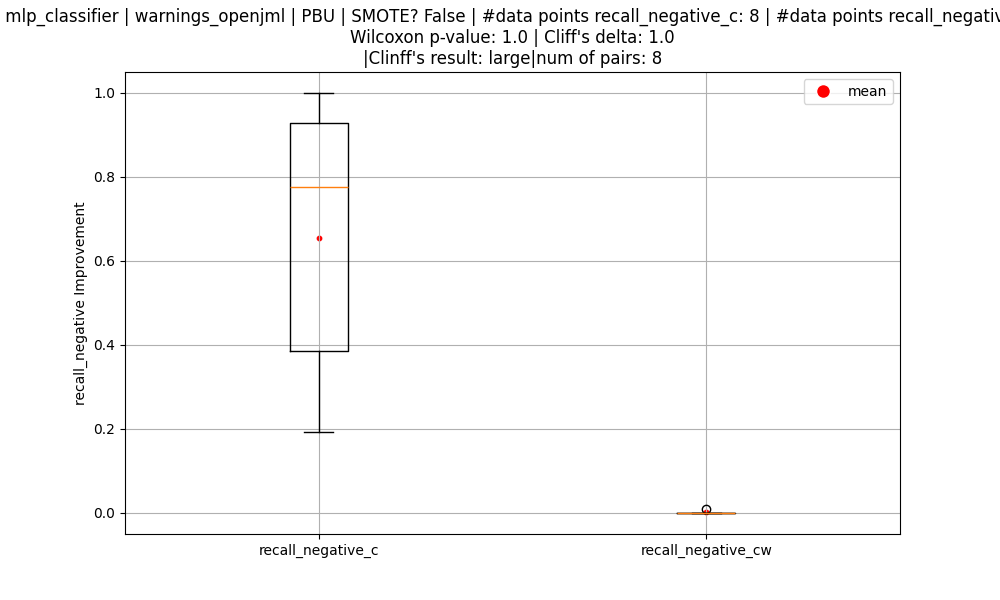 mlp_classifier | warnings_openjml | PBU | SMOTE? False | #data points recall_negative_c: 8 | #data points
Wilcoxon p-value: 1.0 | Cliff's delta: 1.0
|Clinff's result: large|num of pairs: 8
mean
1.0
0.8
0.6
0.4
0.2
0.0
recall_negative Improvement
recall_negative_c
recall_negative_cw